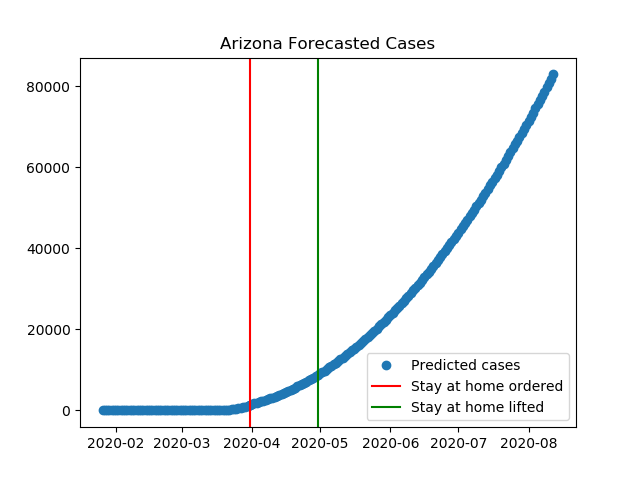 Arizona Forecasted Cases
80000
60000
40000
20000
0
Predicted cases
Stay at home ordered
Stay at home lifted
2020-02 2020-03 2020-04 2020-05 2020-06 2020-07 2020-08